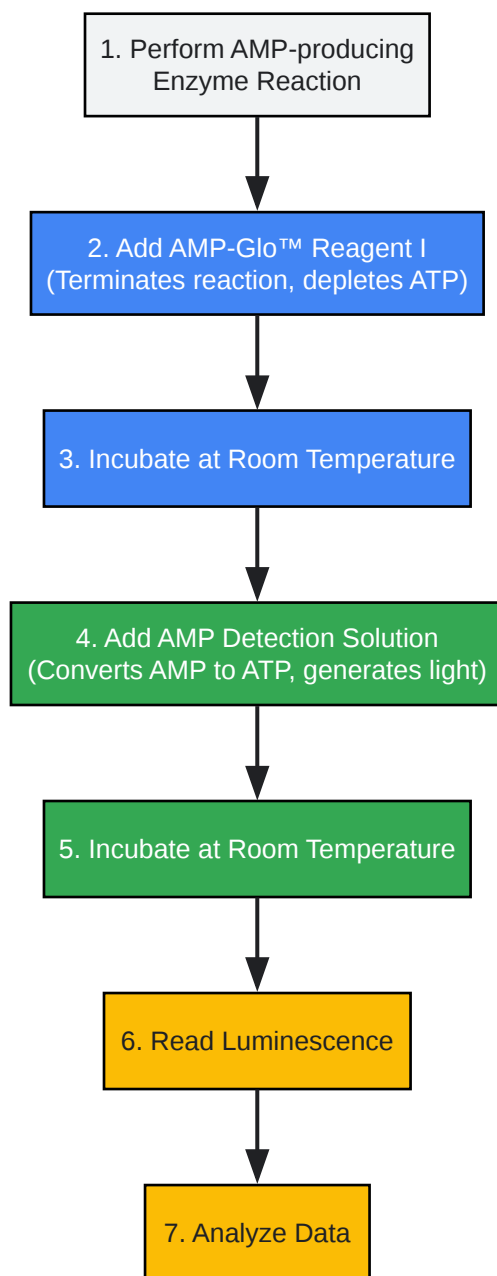 1. Perform AMP-producing
Enzyme Reaction
2. Add AMP-Glo™ Reagent I
(Terminates reaction, depletes ATP)
3. Incubate at Room Temperature
4. Add AMP Detection Solution
(Converts AMP to ATP, generates light)
5. Incubate at Room Temperature
6. Read Luminescence
7. Analyze Data